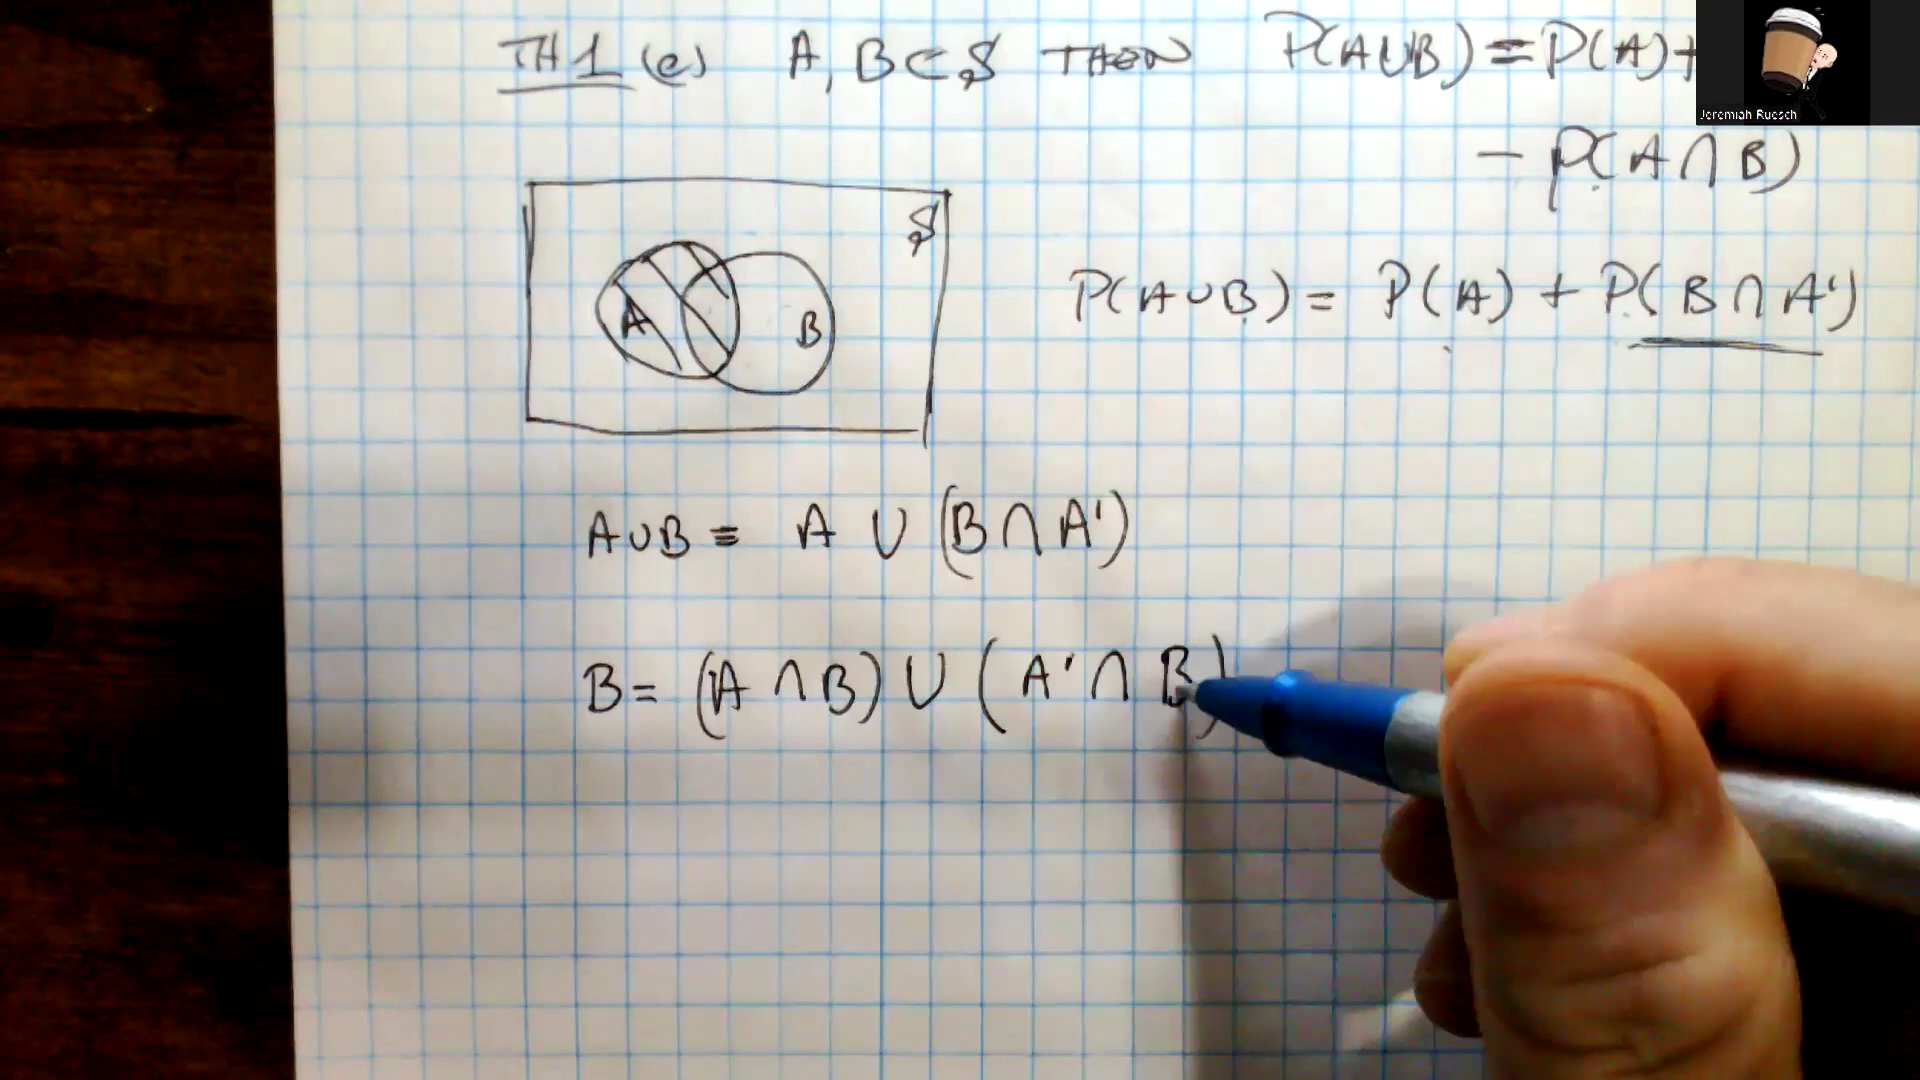 TH 1 (e) A, B ⊂ S THEN P(A∪B) = P(A) +
Jeremiah Ruesch
− P(A ∩ B)
S
A B
P(A∪B) = P(A) + P(B ∩ A')
A∪B = A ∪ (B ∩ A')
B = (A ∩ B) ∪ (A' ∩ B)